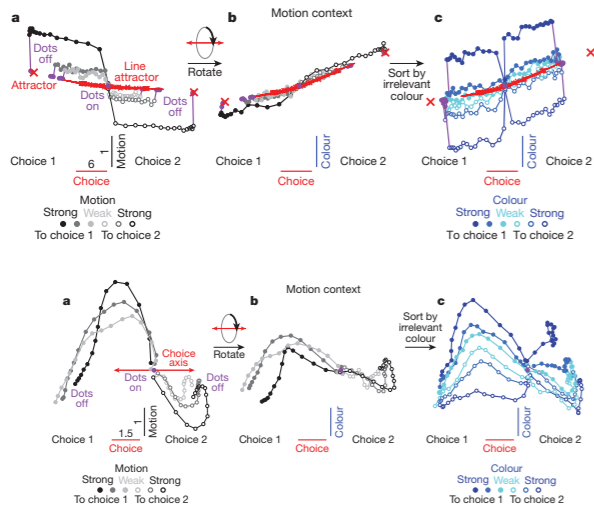 a
b
Motion context
c
Dots
off
Attractor
Line
attractor
Dots
on
Dots
off
Rotate
Sort by
irrelevant
colour
Choice 1
6
1
Motion
Choice 2
Choice
Choice 1
Colour
Choice 2
Choice
Choice 1
Colour
Choice 2
Choice
Motion
Strong Weak Strong
To choice 1 To choice 2
Colour
Strong Weak Strong
To choice 1 To choice 2
a
b
Motion context
c
Dots
off
Dots
on
Choice
axis
Dots
off
Rotate
Sort by
irrelevant
colour
Choice 1
1.5
1
Motion
Choice 2
Choice
Choice 1
Colour
Choice 2
Choice
Choice 1
Colour
Choice 2
Choice
Motion
Strong Weak Strong
To choice 1 To choice 2
Colour
Strong Weak Strong
To choice 1 To choice 2